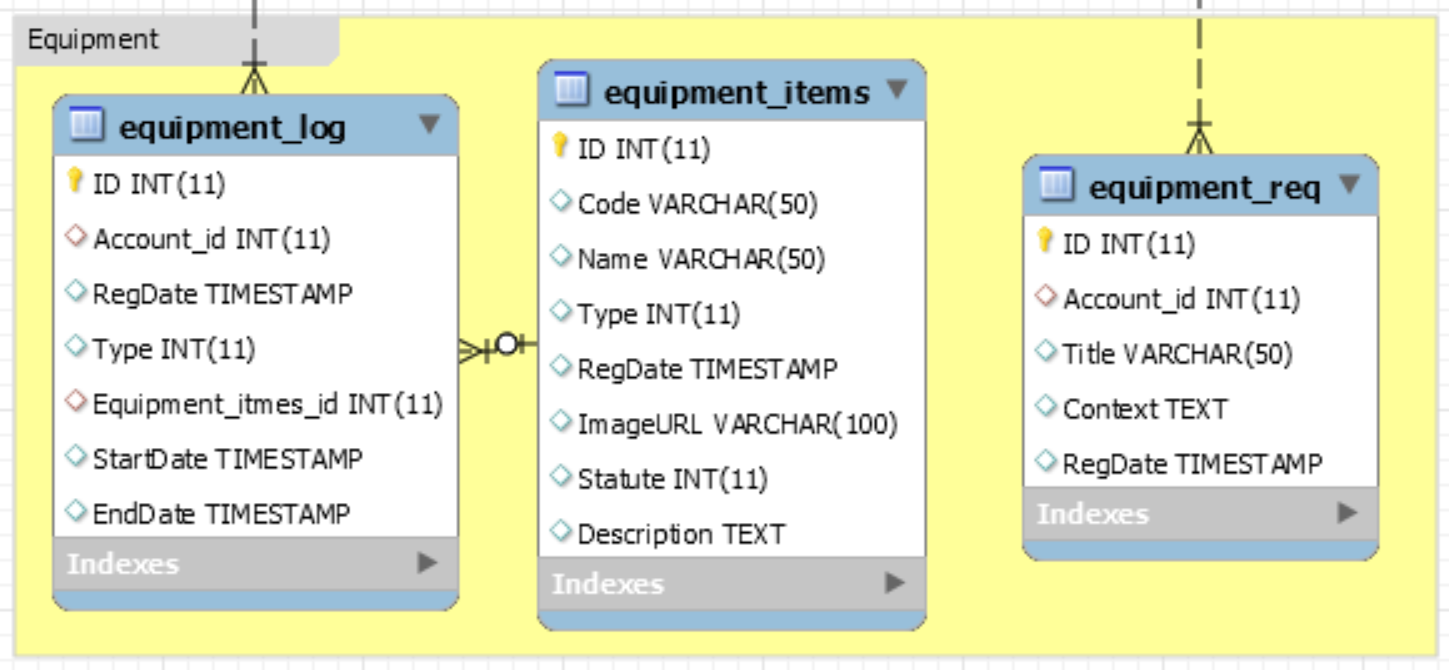 Equipment
equipment_log
ID INT(11)
Account_id INT(11)
RegDate TIMESTAMP
Type INT(11)
Equipment_itmes_id INT(11)
StartDate TIMESTAMP
EndDate TIMESTAMP
Indexes
equipment_items
ID INT(11)
Code VARCHAR(50)
Name VARCHAR(50)
Type INT(11)
RegDate TIMESTAMP
ImageURL VARCHAR(100)
Statute INT(11)
Description TEXT
Indexes
equipment_req
ID INT(11)
Account_id INT(11)
Title VARCHAR(50)
Context TEXT
RegDate TIMESTAMP
Indexes